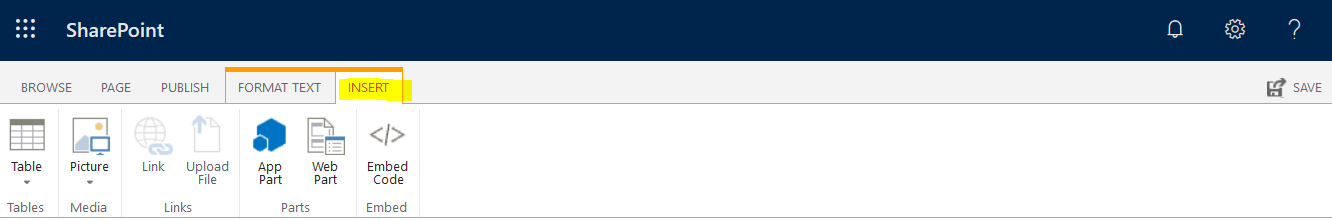 SharePoint
BROWSE PAGE PUBLISH FORMAT TEXT INSERT SAVE
Table Picture Link Upload File App Part Web Part Embed Code
Tables Media Links Parts Embed